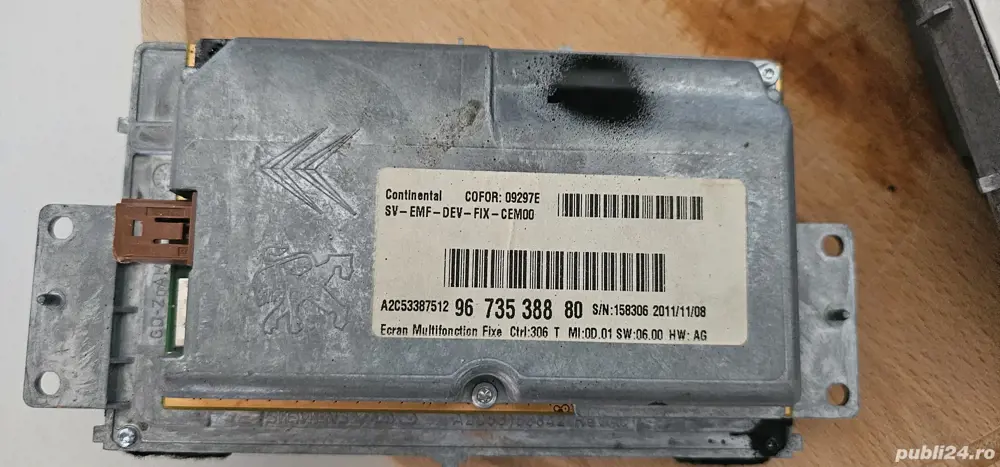 Continental COFOR: 09297E
SV-EMF-DEV-FIX-CEM00
A2C53387512 96 735 388 80 S/N:158306 2011/11/08
Ecran Multifonction Fixe Ctrl:306 T MI:0D.01 SW:06.00 HW: AG
publi24.ro